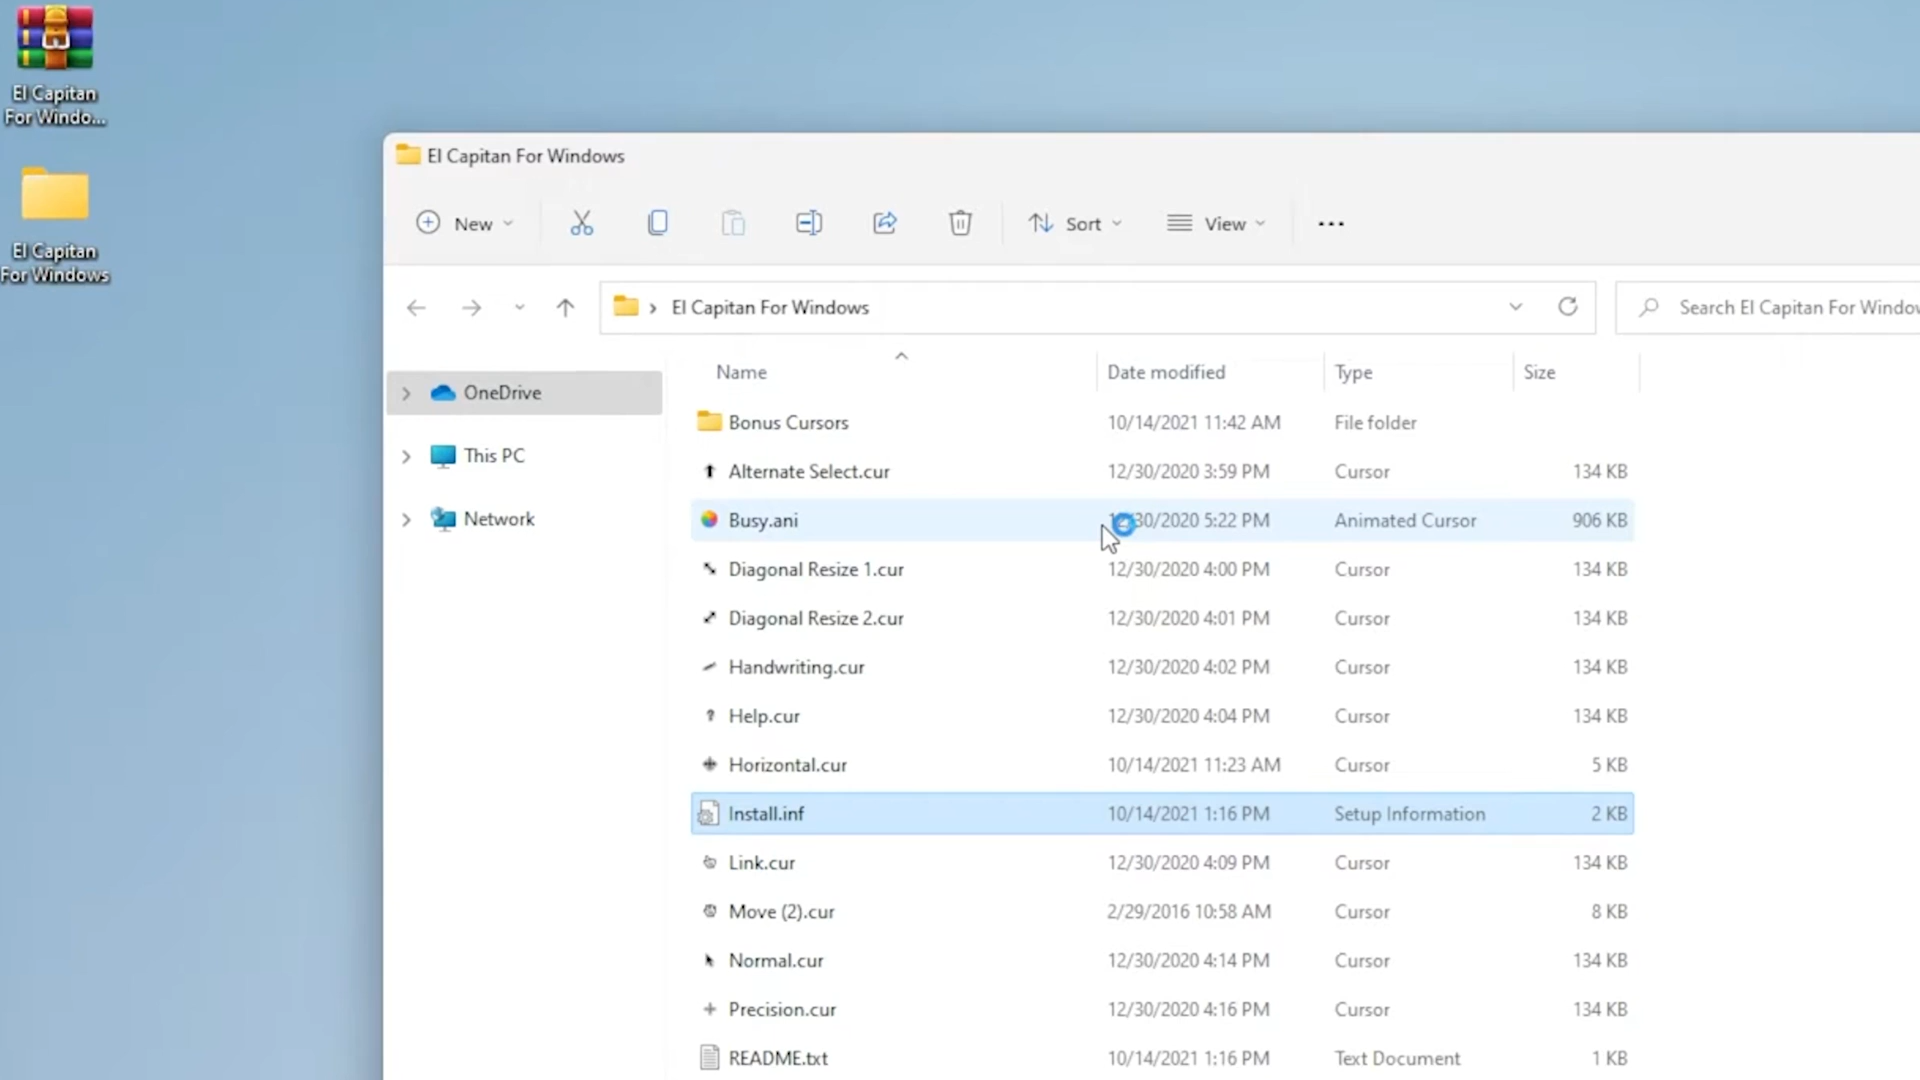 El Capitan
For Windo...
El Capitan
For Windows
El Capitan For Windows
New
Sort
View
El Capitan For Windows
Search El Capitan For
OneDrive
This PC
Network
Name Date modified Type Size
Bonus Cursors 10/14/2021 11:42 AM File folder
Alternate Select.cur 12/30/2020 3:59 PM Cursor 134 KB
Busy.ani 5:22 PM Animated Cursor 906 KB
Diagonal Resize 1.cur 12/30/2020 4:00 PM Cursor 134 KB
Diagonal Resize 2.cur 12/30/2020 4:01 PM Cursor 134 KB
Handwriting.cur 12/30/2020 4:02 PM Cursor 134 KB
Help.cur 12/30/2020 4:04 PM Cursor 134 KB
Horizontal.cur 10/14/2021 11:23 AM Cursor 5 KB
Install.inf 10/14/2021 1:16 PM Setup Information 2 KB
Link.cur 12/30/2020 4:09 PM Cursor 134 KB
Move (2).cur 2/29/2016 10:58 AM Cursor 8 KB
Normal.cur 12/30/2020 4:14 PM Cursor 134 KB
Precision.cur 12/30/2020 4:16 PM Cursor 134 KB
README.txt 10/14/2021 1:16 PM Text Document 1 KB